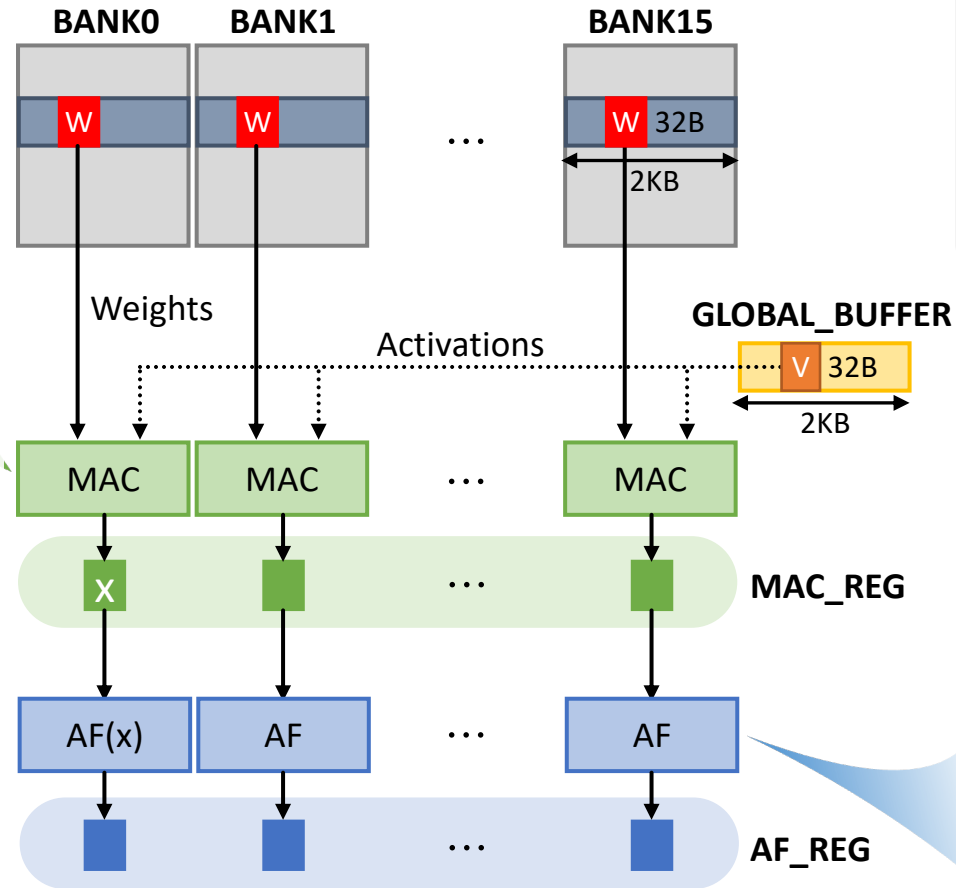 BANK0 BANK1 BANK15
W W ... W 32B
2KB
Weights
GLOBAL_BUFFER
Activations
V 32B
2KB
MAC MAC ... MAC
X ... MAC_REG
AF(x) AF ... AF
... AF_REG